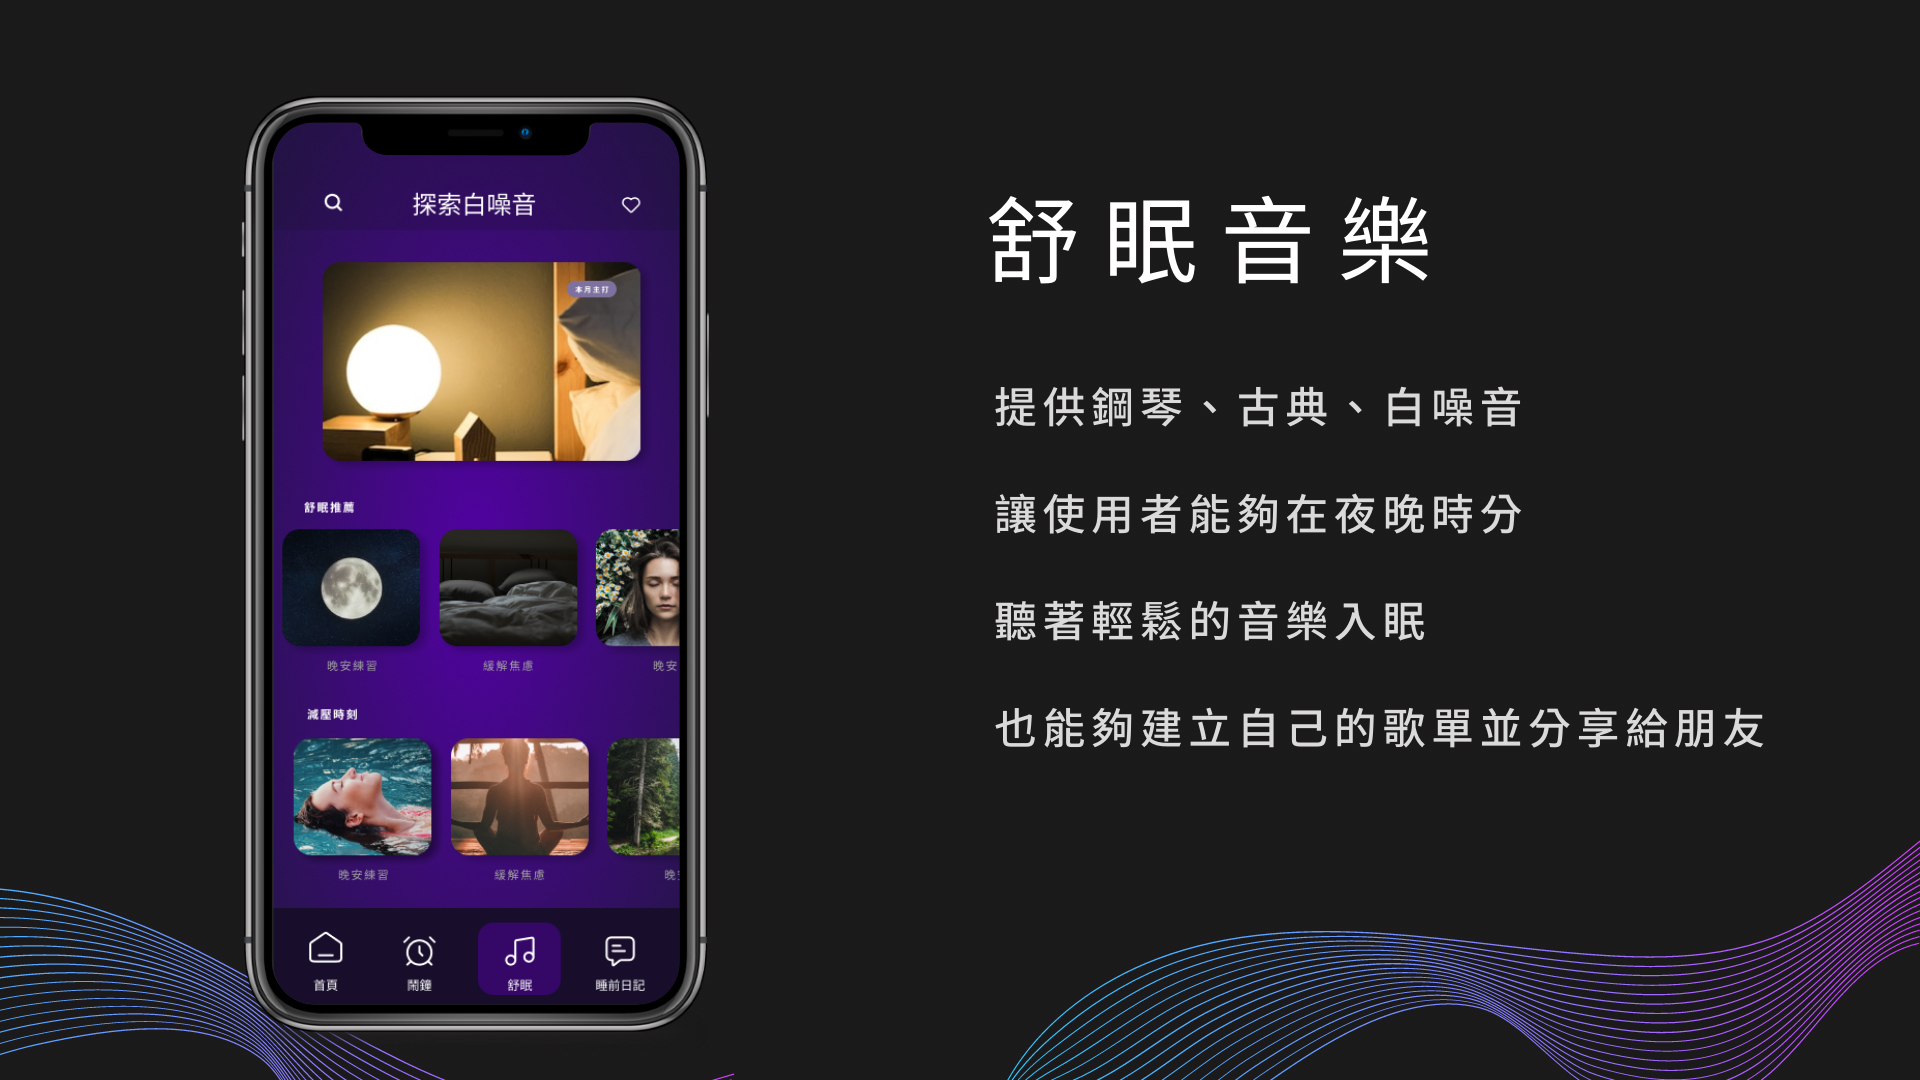 探索白噪音
本月主打
舒眠推薦
晚安練習
緩解焦慮
晚安
減壓時刻
晚安練習
緩解焦慮
晚
首頁
鬧鐘
舒眠
睡前日記
舒眠音樂
提供鋼琴、古典、白噪音
讓使用者能夠在夜晚時分
聽著輕鬆的音樂入眠
也能夠建立自己的歌單並分享給朋友